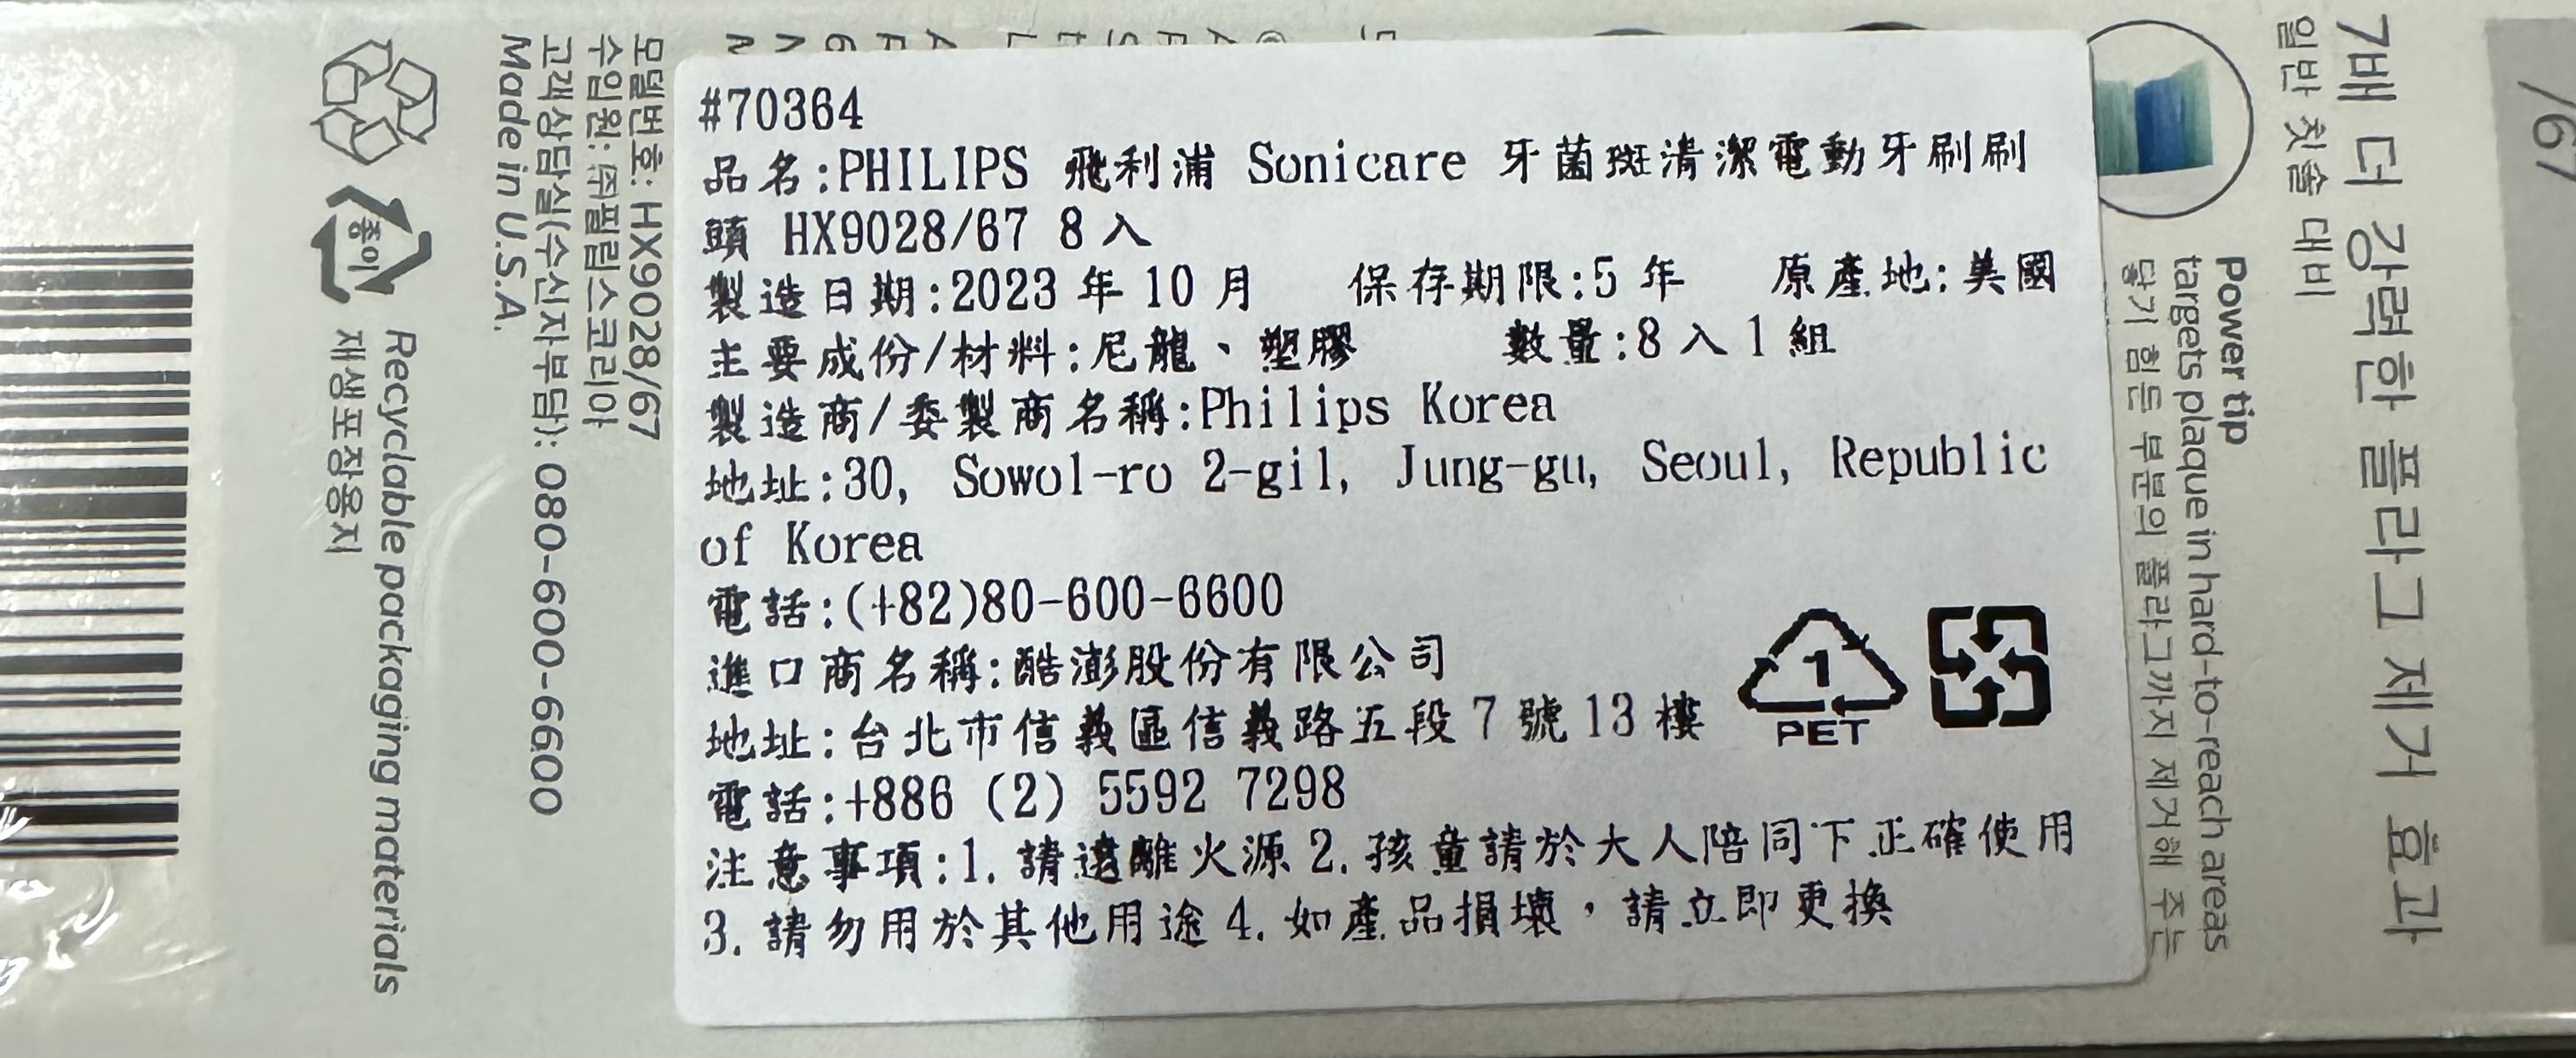 #70364
品名:PHILIPS 飛利浦 Sonicare 牙菌斑清潔電動牙刷刷
頭 HX9028/67 8入
製造日期:2023年10月 保存期限:5年 原產地:美國
主要成份/材料:尼龍、塑膠 數量:8入1組
製造商/委製商名稱:Philips Korea
地址:30, Sowol-ro 2-gil, Jung-gu, Seoul, Republic
of Korea
電話:(+82)80-600-6600
進口商名稱:酷澎股份有限公司
地址:台北市信義區信義路五段7號13樓
電話:+886 (2) 5592 7298
注意事項:1.請遠離火源2.孩童請於大人陪同下正確使用
3.請勿用於其他用途4.如產品損壞，請立即更換
1
PET
모델번호: HX9028/67
수입원: ㈜필립스코리아
고객상담실(수신자부담): 080-600-6600
Made in U.S.A.
종이
Recyclable packaging materials
재생포장용지
7배 더 강력한 플라그 제거 효과
일반 칫솔 대비
Power tip
targets plaque in hard-to-reach areas
닿기 힘든 부분의 플라그까지 제거해 주는
/67